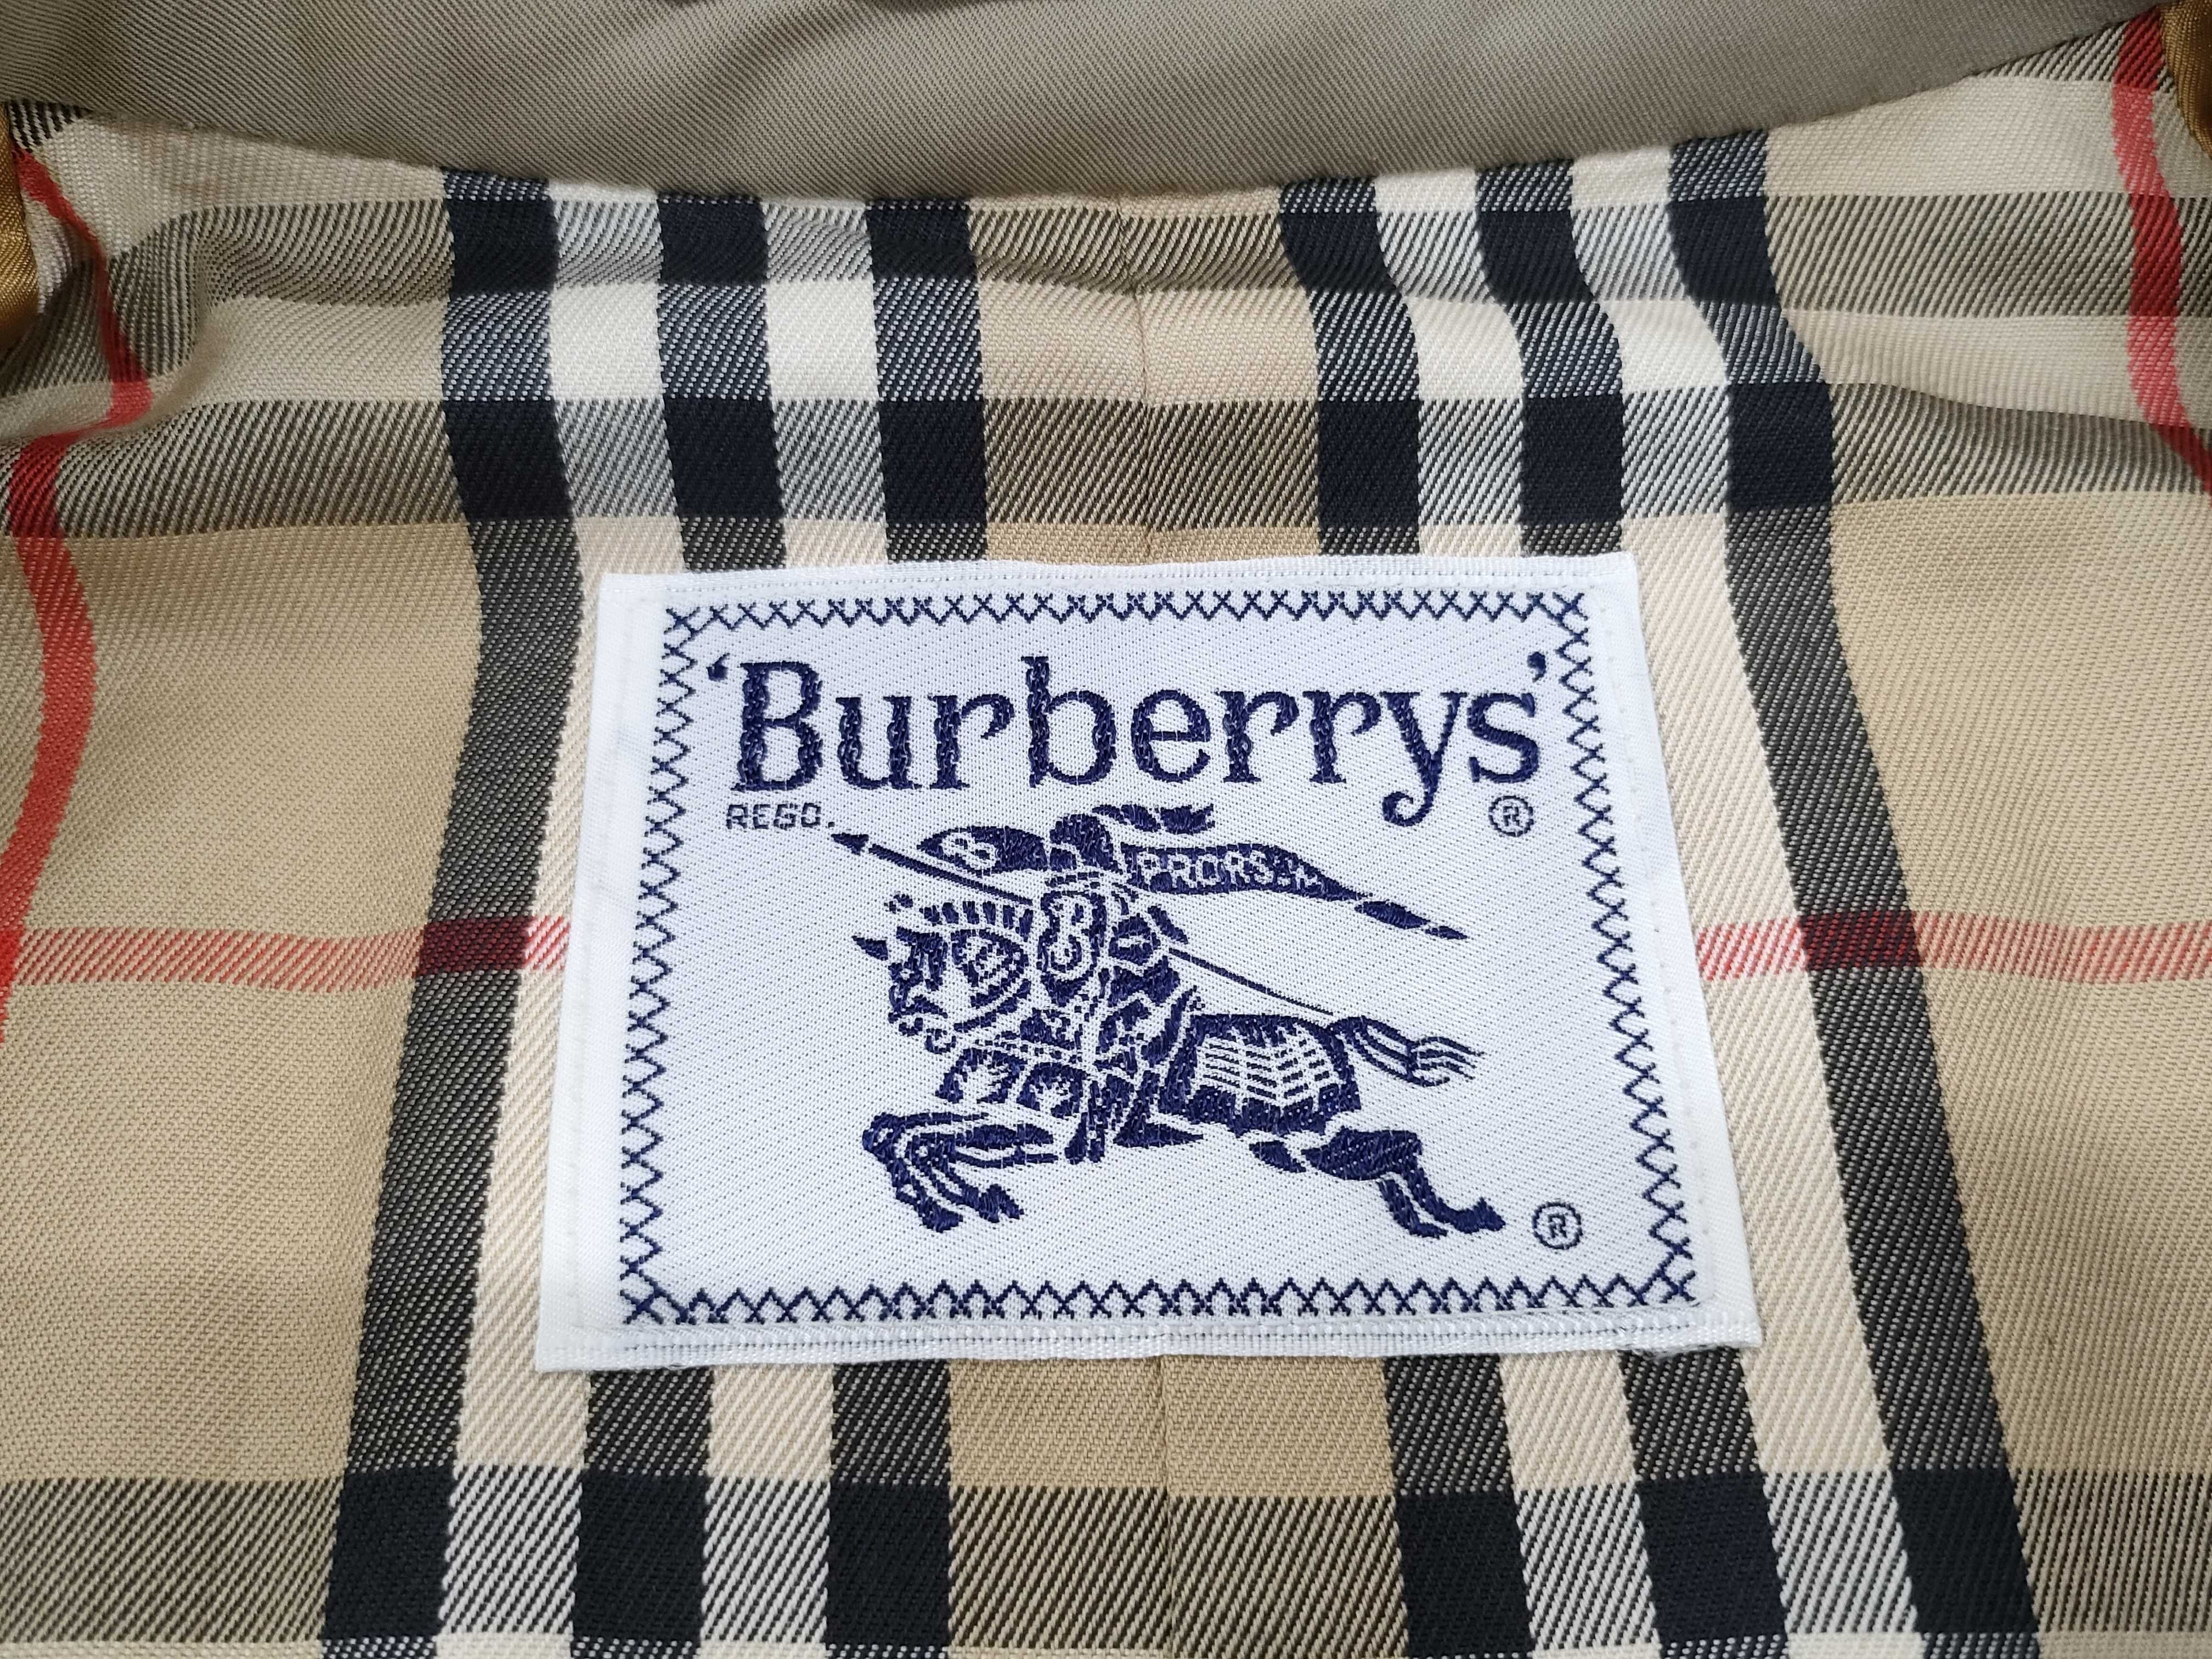 'Burberrys'
REGD. ®
B PRORSUM
B
®